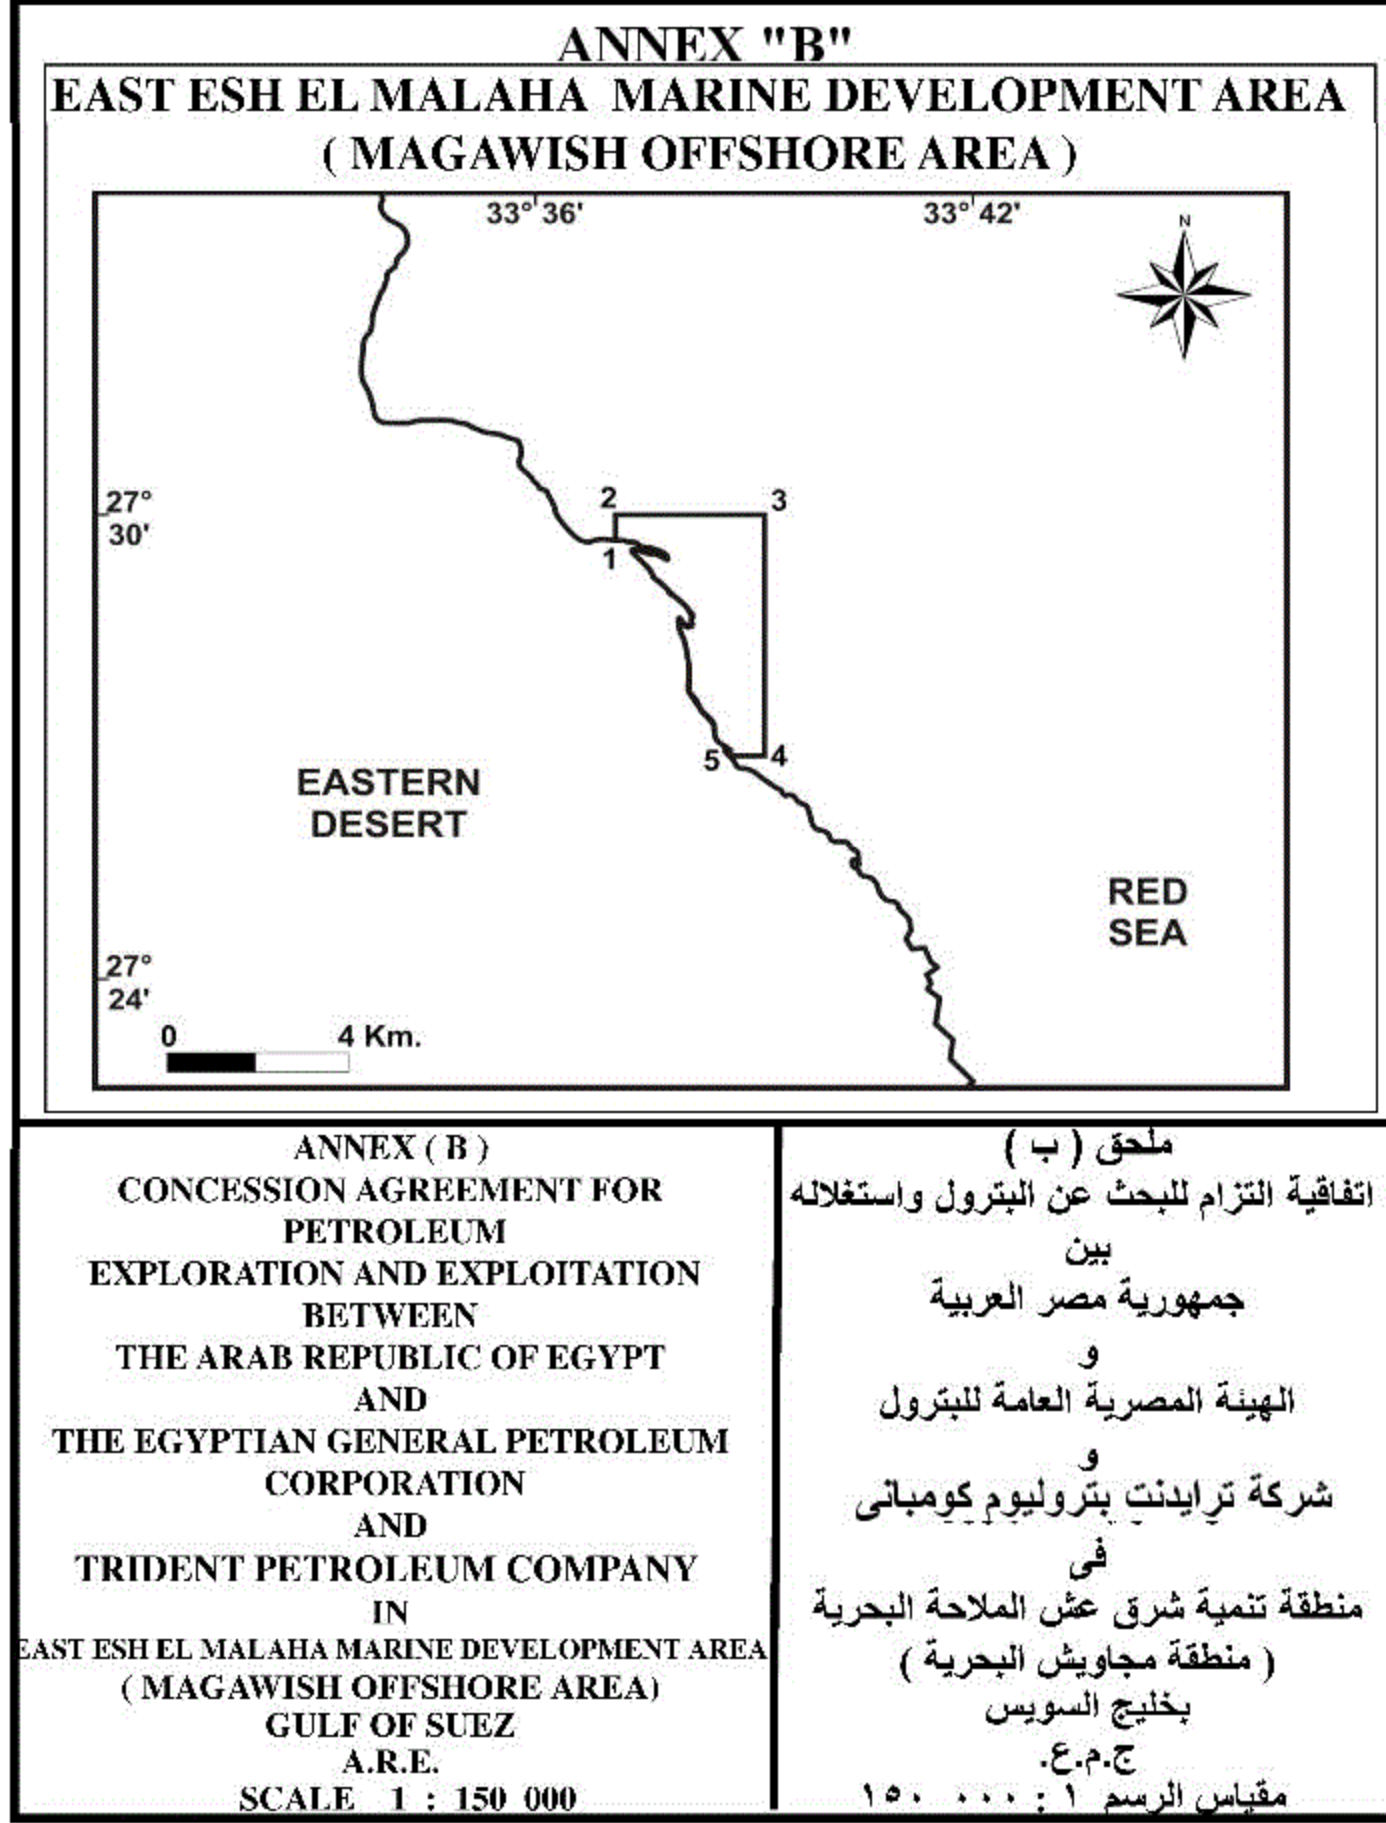 ANNEX "B"
EAST ESH EL MALAHA MARINE DEVELOPMENT AREA
( MAGAWISH OFFSHORE AREA )
33° 36'
33° 42'
N
27°
30'
2
3
1
5
4
EASTERN
DESERT
RED
SEA
27°
24'
0
4 Km.
ANNEX ( B )
CONCESSION AGREEMENT FOR
PETROLEUM
EXPLORATION AND EXPLOITATION
BETWEEN
THE ARAB REPUBLIC OF EGYPT
AND
THE EGYPTIAN GENERAL PETROLEUM
CORPORATION
AND
TRIDENT PETROLEUM COMPANY
IN
EAST ESH EL MALAHA MARINE DEVELOPMENT AREA
( MAGAWISH OFFSHORE AREA)
GULF OF SUEZ
A.R.E.
SCALE 1 : 150 000
ملحق ( ب )
اتفاقية التزام للبحث عن البترول واستغلاله
بين
جمهورية مصر العربية
و
الهيئة المصرية العامة للبترول
و
شركة ترايدنت بتروليوم كومبانى
فى
منطقة تنمية شرق عش الملاحة البحرية
( منطقة مجاويش البحرية )
بخليج السويس
ج.م.ع.
مقياس الرسم ١ : ٠٠٠ ١٥٠